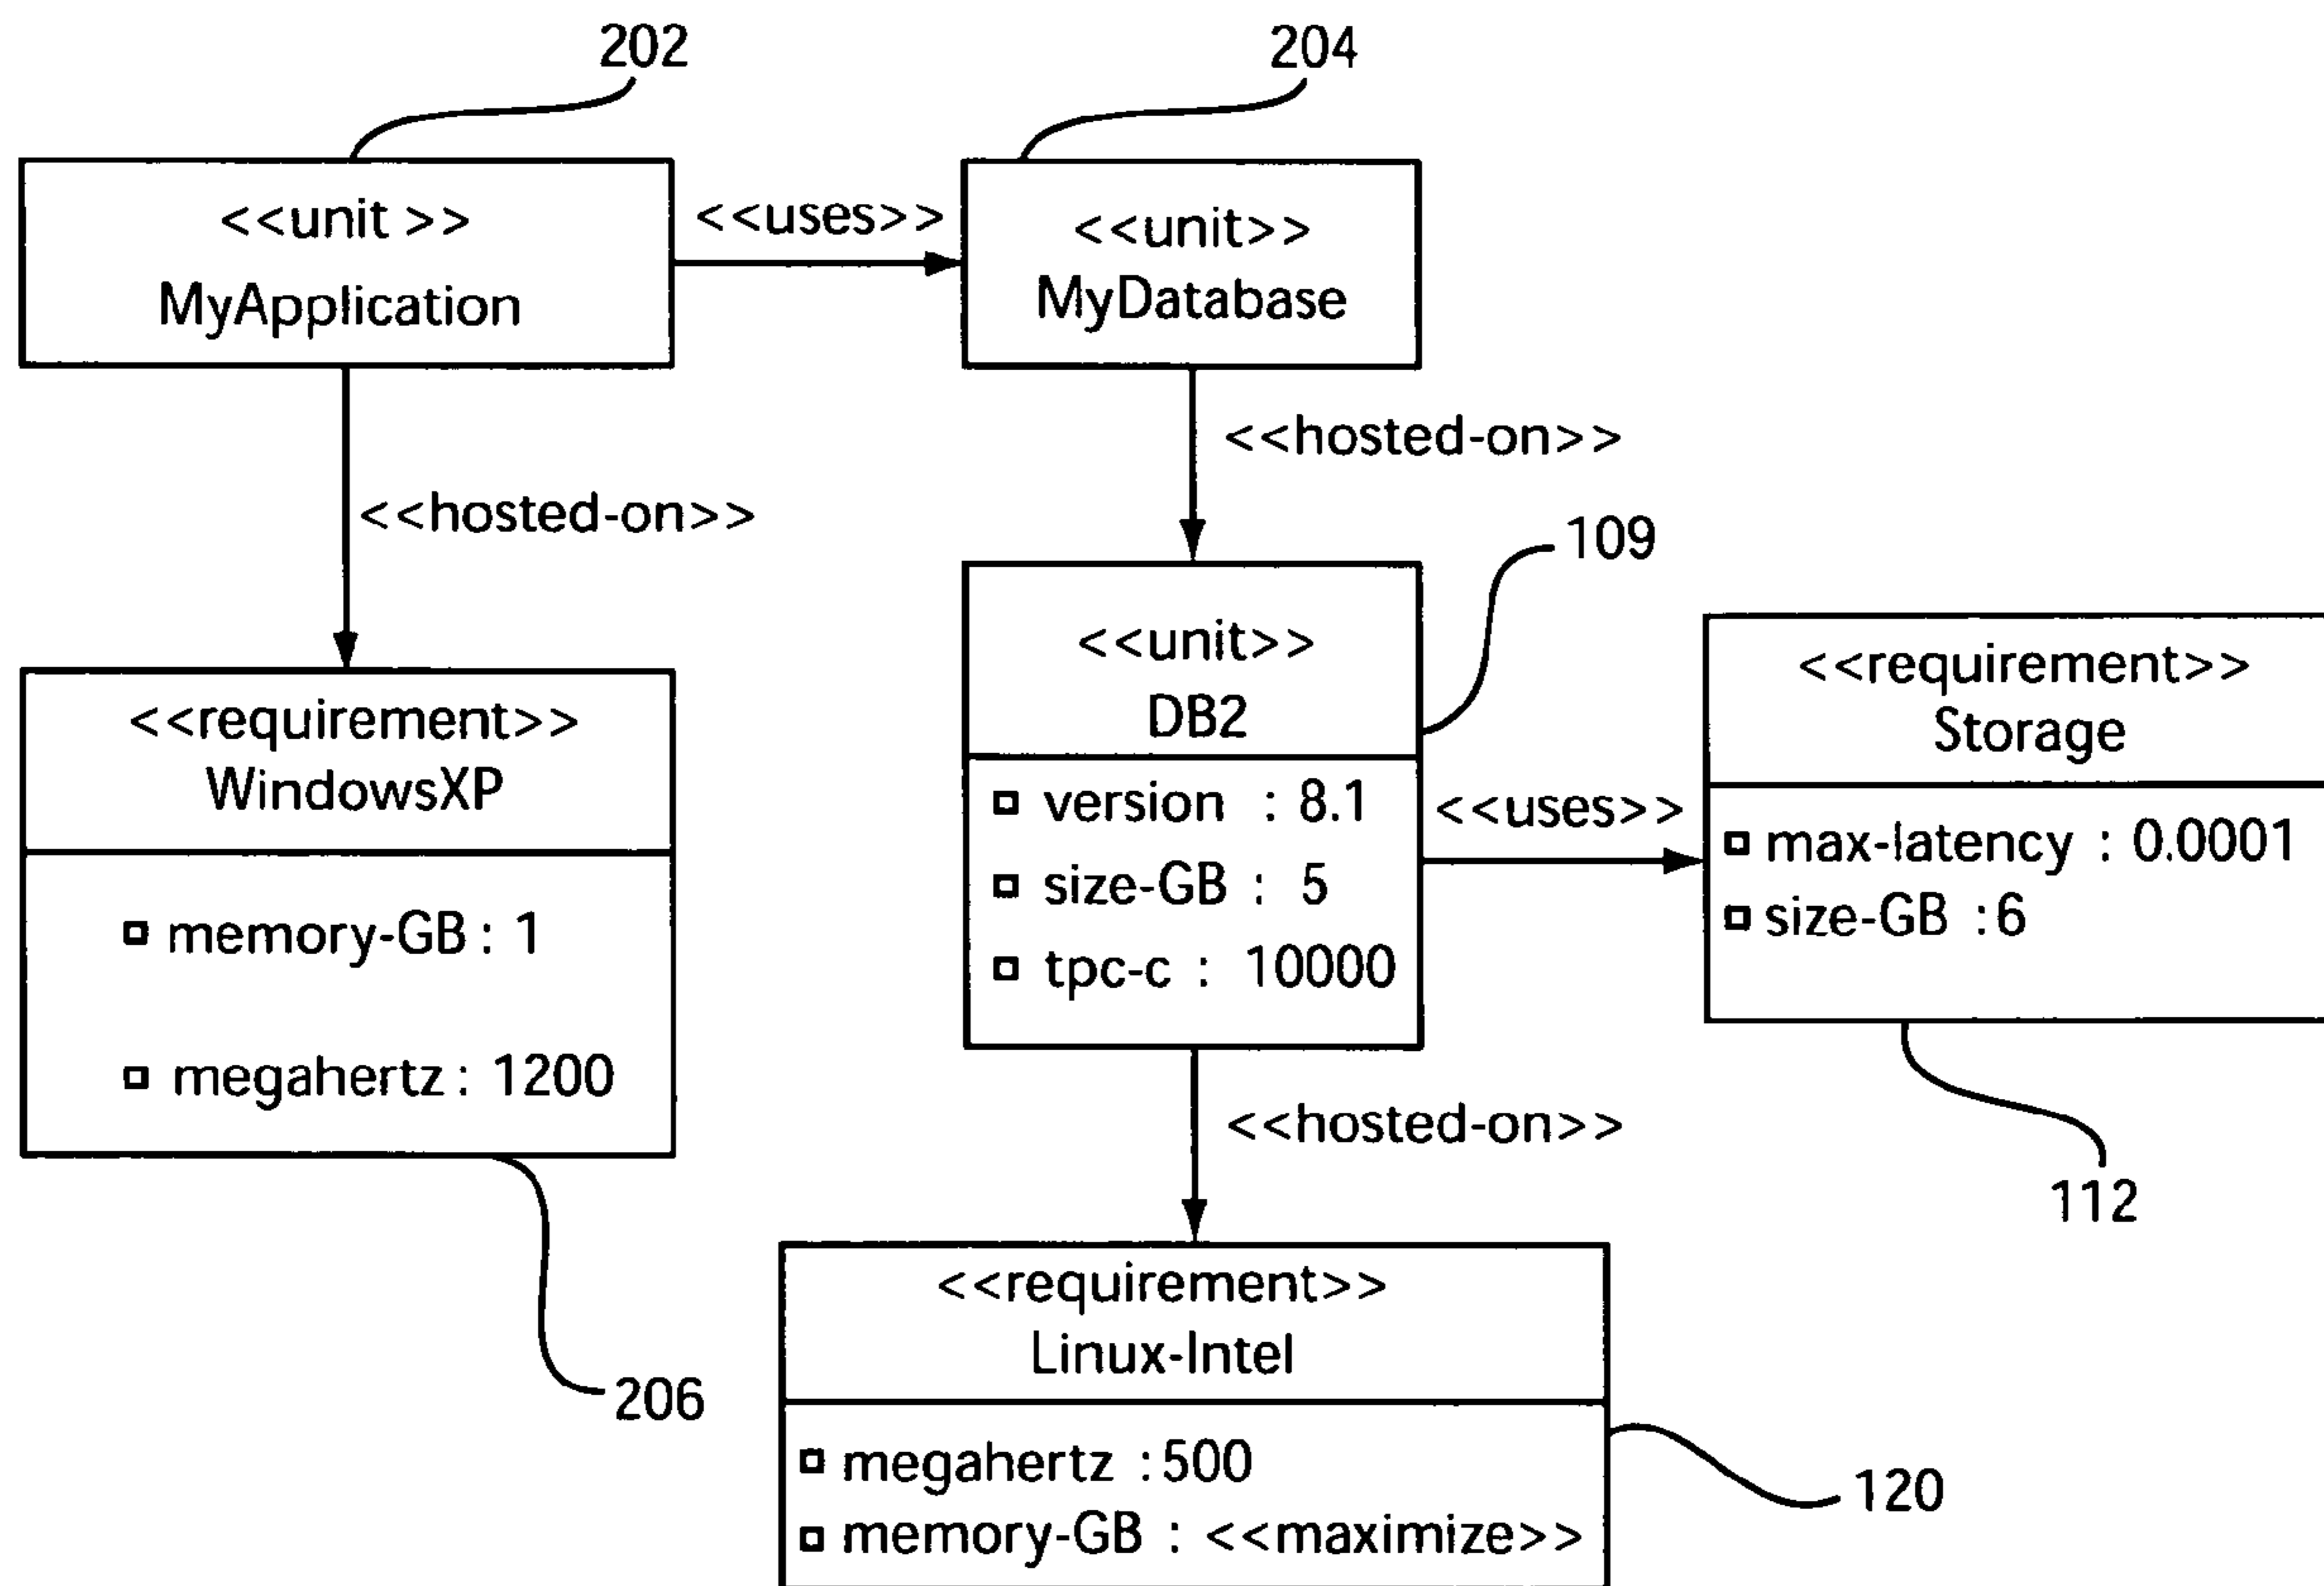 202
204
<<unit >>
MyApplication
<<uses>>
<<unit>>
MyDatabase
<<hosted-on>>
<<hosted-on>>
109
<<requirement>>
WindowsXP
memory-GB : 1
megahertz : 1200
206
<<unit>>
DB2
version : 8.1
size-GB : 5
tpc-c : 10000
<<uses>>
<<requirement>>
Storage
max-latency : 0.0001
size-GB :6
112
<<hosted-on>>
<<requirement>>
Linux-Intel
megahertz :500
memory-GB : <<maximize>>
120